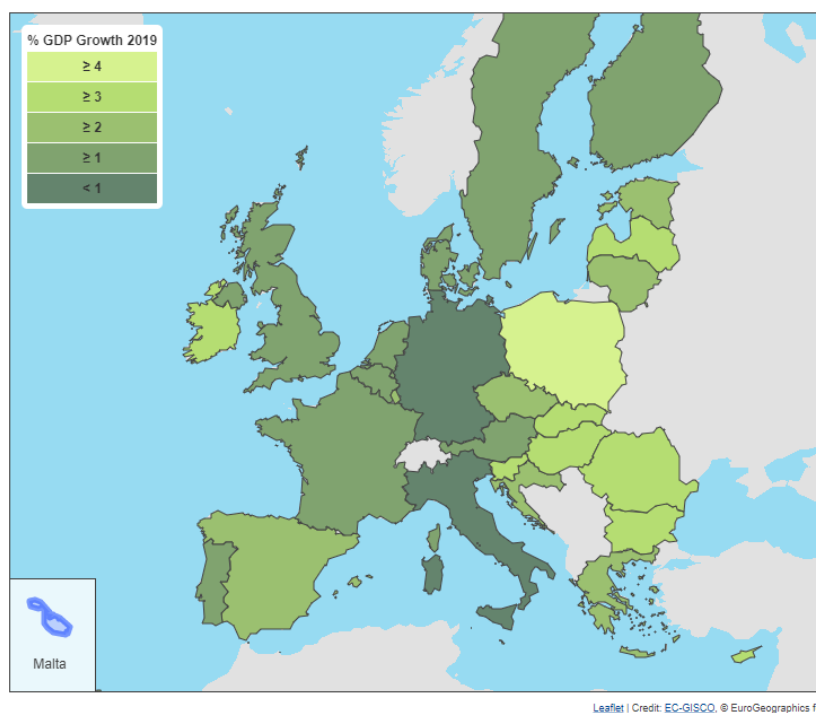 % GDP Growth 2019
≥ 4
≥ 3
≥ 2
≥ 1
< 1
Malta
Leaflet | Credit: EC-GISCO, © EuroGeographics f